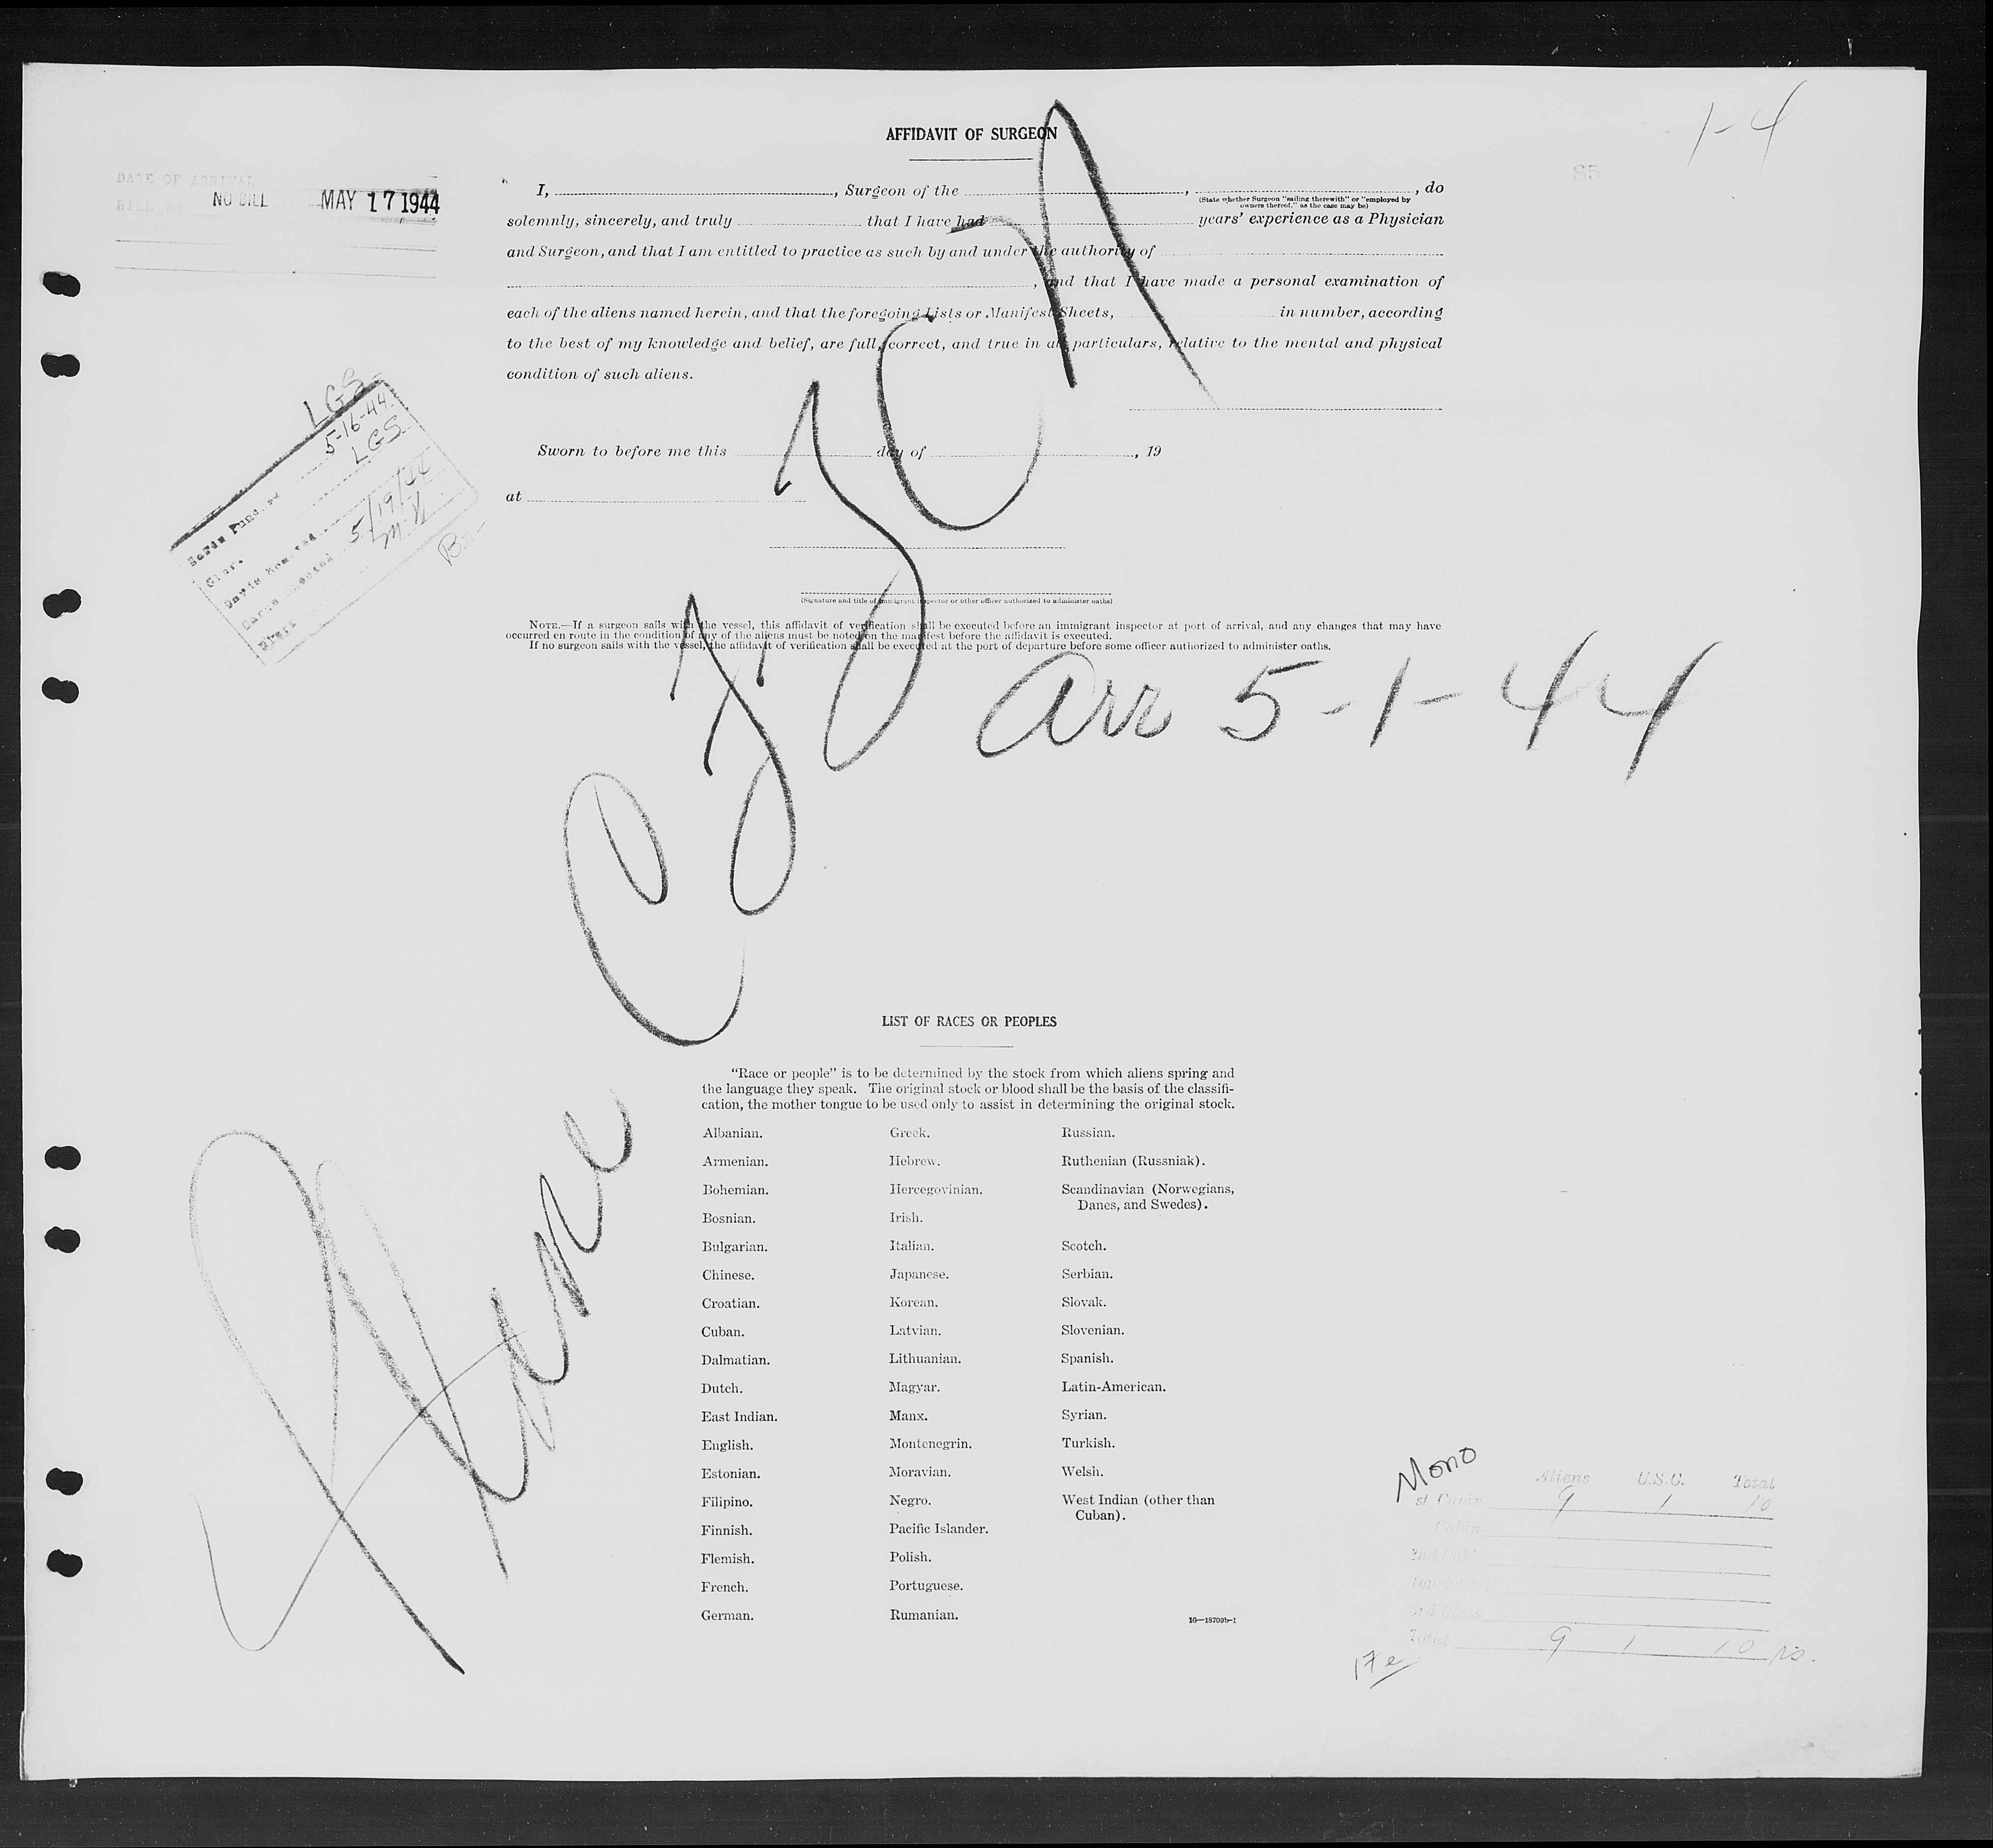 AFFIDAVIT OF SURGEON
1-4
85
DATE OF ARRIVAL
NO BILL MAY 17 1944
BILL No.
I, , Surgeon of the , , do
(State whether Surgeon "sailing therewith" or "employed by owners thereof," as the case may be)
solemnly, sincerely, and truly that I have had years' experience as a Physician
and Surgeon, and that I am entitled to practice as such by and under the authority of
, and that I have made a personal examination of
each of the aliens named herein, and that the foregoing Lists or Manifest Sheets, in number, according
to the best of my knowledge and belief, are full, correct, and true in all particulars, relative to the mental and physical
condition of such aliens.
LGS
5-16-44
LGS
5/19/44
Sworn to before me this day of , 19
at
(Signature and title of immigrant inspector or other officer authorized to administer oaths)
NOTE.—If a surgeon sails with the vessel, this affidavit of verification shall be executed before an immigrant inspector at port of arrival, and any changes that may have
occurred en route in the condition of any of the aliens must be noted on the manifest before the affidavit is executed.
If no surgeon sails with the vessel, the affidavit of verification shall be executed at the port of departure before some officer authorized to administer oaths.
Arr 5-1-44
LIST OF RACES OR PEOPLES
"Race or people" is to be determined by the stock from which aliens spring and
the language they speak. The original stock or blood shall be the basis of the classifi-
cation, the mother tongue to be used only to assist in determining the original stock.
Albanian. Greek. Russian.
Armenian. Hebrew. Ruthenian (Russniak).
Bohemian. Hercegovinian. Scandinavian (Norwegians,
Danes, and Swedes).
Bosnian. Irish.
Bulgarian. Italian. Scotch.
Chinese. Japanese. Serbian.
Croatian. Korean. Slovak.
Cuban. Latvian. Slovenian.
Dalmatian. Lithuanian. Spanish.
Dutch. Magyar. Latin-American.
East Indian. Manx. Syrian.
English. Montenegrin. Turkish.
Estonian. Moravian. Welsh.
Filipino. Negro. West Indian (other than
Cuban).
Finnish. Pacific Islander.
Flemish. Polish.
French. Portuguese.
German. Rumanian.
16—18709b-1
Mono
Aliens U.S.C. Total
st Cabin 9 1 10
Cabin
2nd Cabin
3rd Class
Total 9 1 10